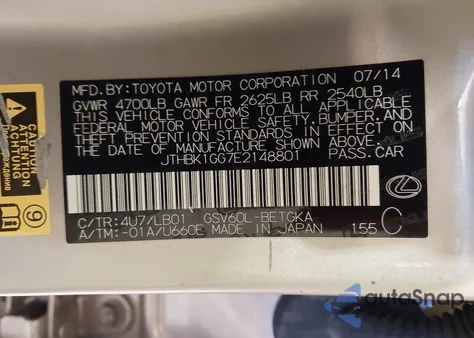 MFD. BY: TOYOTA MOTOR CORPORATION 07/14
GVWR 4700LB GAWR FR 2625LB RR 2540LB
THIS VEHICLE CONFORMS TO ALL APPLICABLE
FEDERAL MOTOR VEHICLE SAFETY, BUMPER, AND
THEFT PREVENTION STANDARDS IN EFFECT ON
THE DATE OF MANUFACTURE SHOWN ABOVE.
JTHBK1GG7E2148801 PASS.CAR
C/TR: 4U7/LB01 GSV60L-BETGKA
A/TM: -01A/U660E MADE IN JAPAN 155 C
9
autoSnap